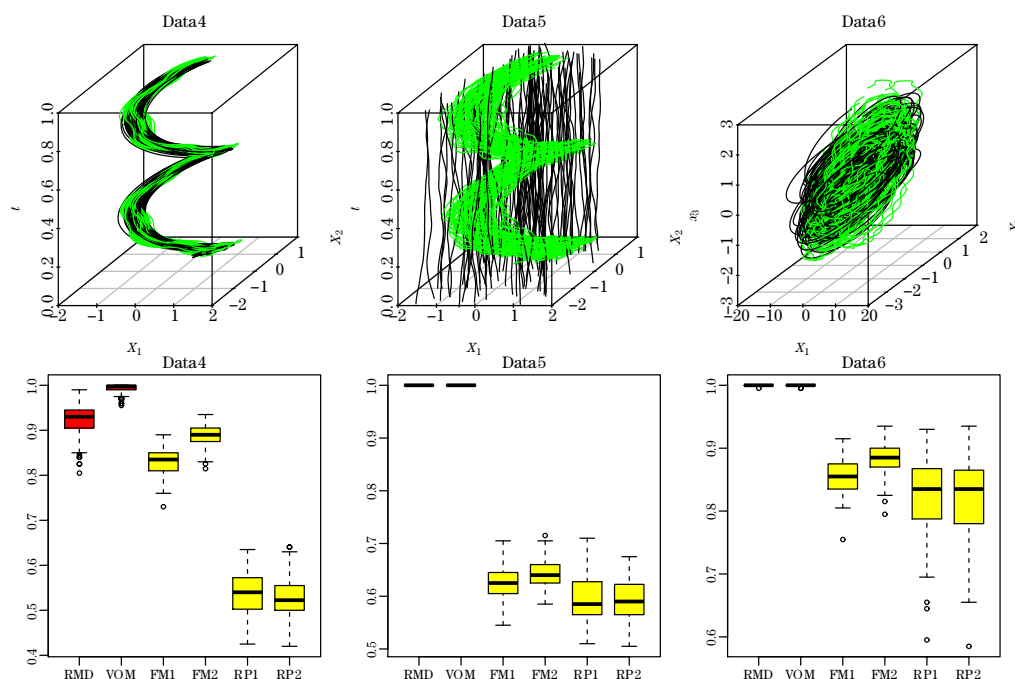 Data4
Data5
Data6
0.0 0.2 0.4 0.6 0.8 1.0
t
−2 −1 0 1 2
X1
−2 −1 0 1
X2
0.0 0.2 0.4 0.6 0.8 1.0
t
−2 −1 0 1 2
X1
−2 −1 0 1
X2
−3 −2 −1 0 1 2 3
x3
−20 −10 0 10 20
X1
−3 −2 −1 0 1 2
Data4
0.4 0.5 0.6 0.7 0.8 0.9 1.0
RMD VOM FM1 FM2 RP1 RP2
Data5
0.5 0.6 0.7 0.8 0.9 1.0
RMD VOM FM1 FM2 RP1 RP2
Data6
0.6 0.7 0.8 0.9 1.0
RMD VOM FM1 FM2 RP1 RP2